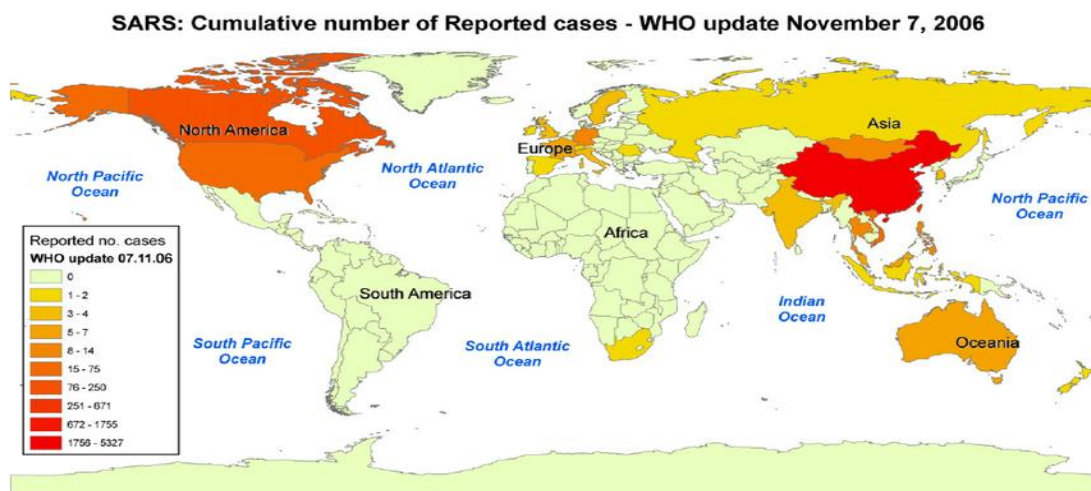 SARS: Cumulative number of Reported cases - WHO update November 7, 2006
North America
Europe
Asia
North Pacific
Ocean
North Atlantic
Ocean
North Pacific
Ocean
Africa
South America
Indian
Ocean
South Pacific
Ocean
South Atlantic
Ocean
Oceania
Reported no. cases
WHO update 07.11.06
0
1 - 2
3 - 4
5 - 7
8 - 14
15 - 75
76 - 250
251 - 671
672 - 1755
1756 - 5327